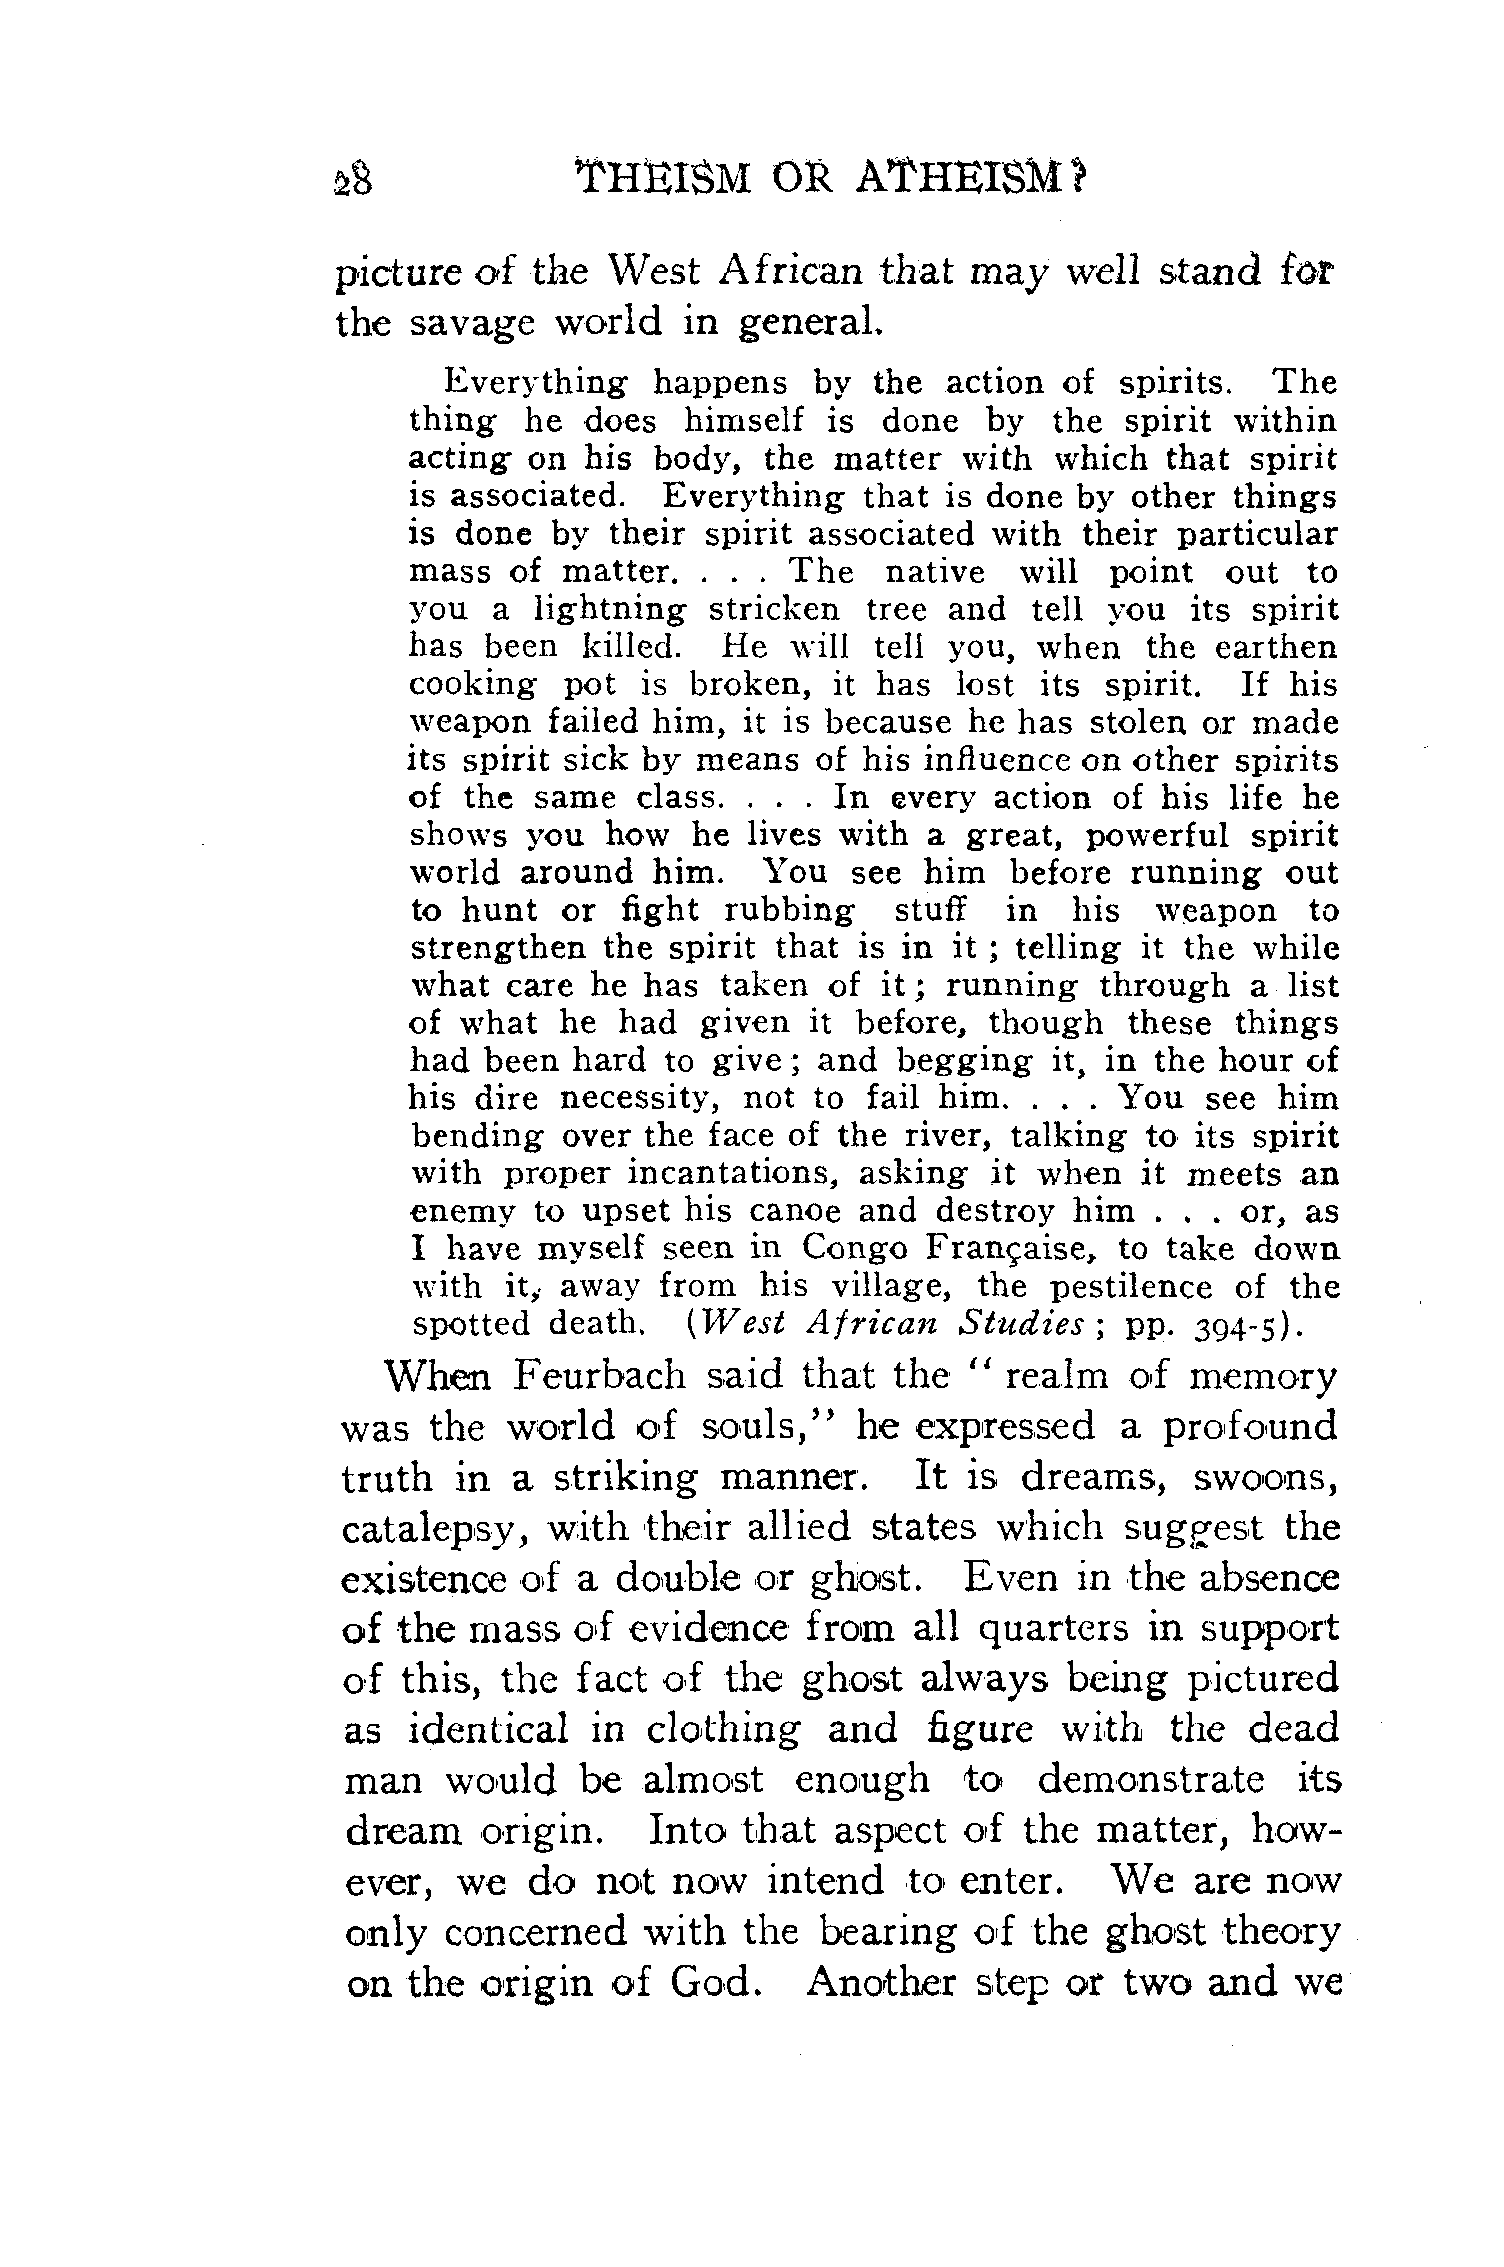 28 THEISM OR ATHEISM?
picture of the West African that may well stand for
the savage world in general.
Everything happens by the action of spirits. The
thing he does himself is done by the spirit within
acting on his body, the matter with which that spirit
is associated. Everything that is done by other things
is done by their spirit associated with their particular
mass of matter. . . . The native will point out to
you a lightning stricken tree and tell you its spirit
has been killed. He will tell you, when the earthen
cooking pot is broken, it has lost its spirit. If his
weapon failed him, it is because he has stolen or made
its spirit sick by means of his influence on other spirits
of the same class. . . . In every action of his life he
shows you how he lives with a great, powerful spirit
world around him. You see him before running out
to hunt or fight rubbing stuff in his weapon to
strengthen the spirit that is in it ; telling it the while
what care he has taken of it ; running through a list
of what he had given it before, though these things
had been hard to give ; and begging it, in the hour of
his dire necessity, not to fail him. . . . You see him
bending over the face of the river, talking to its spirit
with proper incantations, asking it when it meets an
enemy to upset his canoe and destroy him . . . or, as
I have myself seen in Congo Française, to take down
with it, away from his village, the pestilence of the
spotted death. (West African Studies ; pp. 394-5).
When Feurbach said that the " realm of memory
was the world of souls," he expressed a profound
truth in a striking manner. It is dreams, swoons,
catalepsy, with their allied states which suggest the
existence of a double or ghost. Even in the absence
of the mass of evidence from all quarters in support
of this, the fact of the ghost always being pictured
as identical in clothing and figure with the dead
man would be almost enough to demonstrate its
dream origin. Into that aspect of the matter, how-
ever, we do not now intend to enter. We are now
only concerned with the bearing of the ghost theory
on the origin of God. Another step or two and we